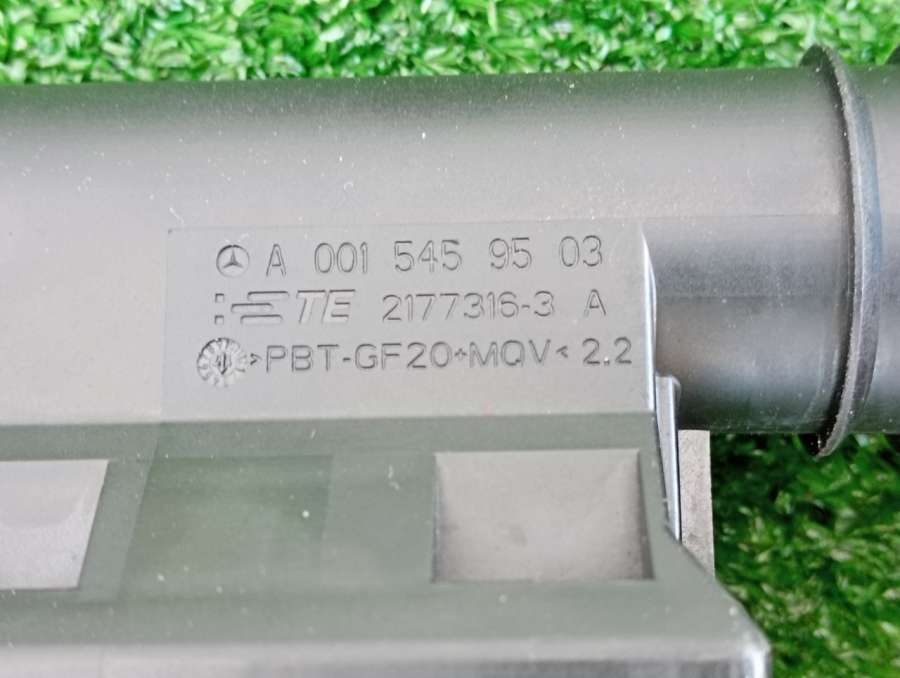 A 001 545 95 03
TE 2177316-3 A
>PBT-GF20+MQV< 2.2